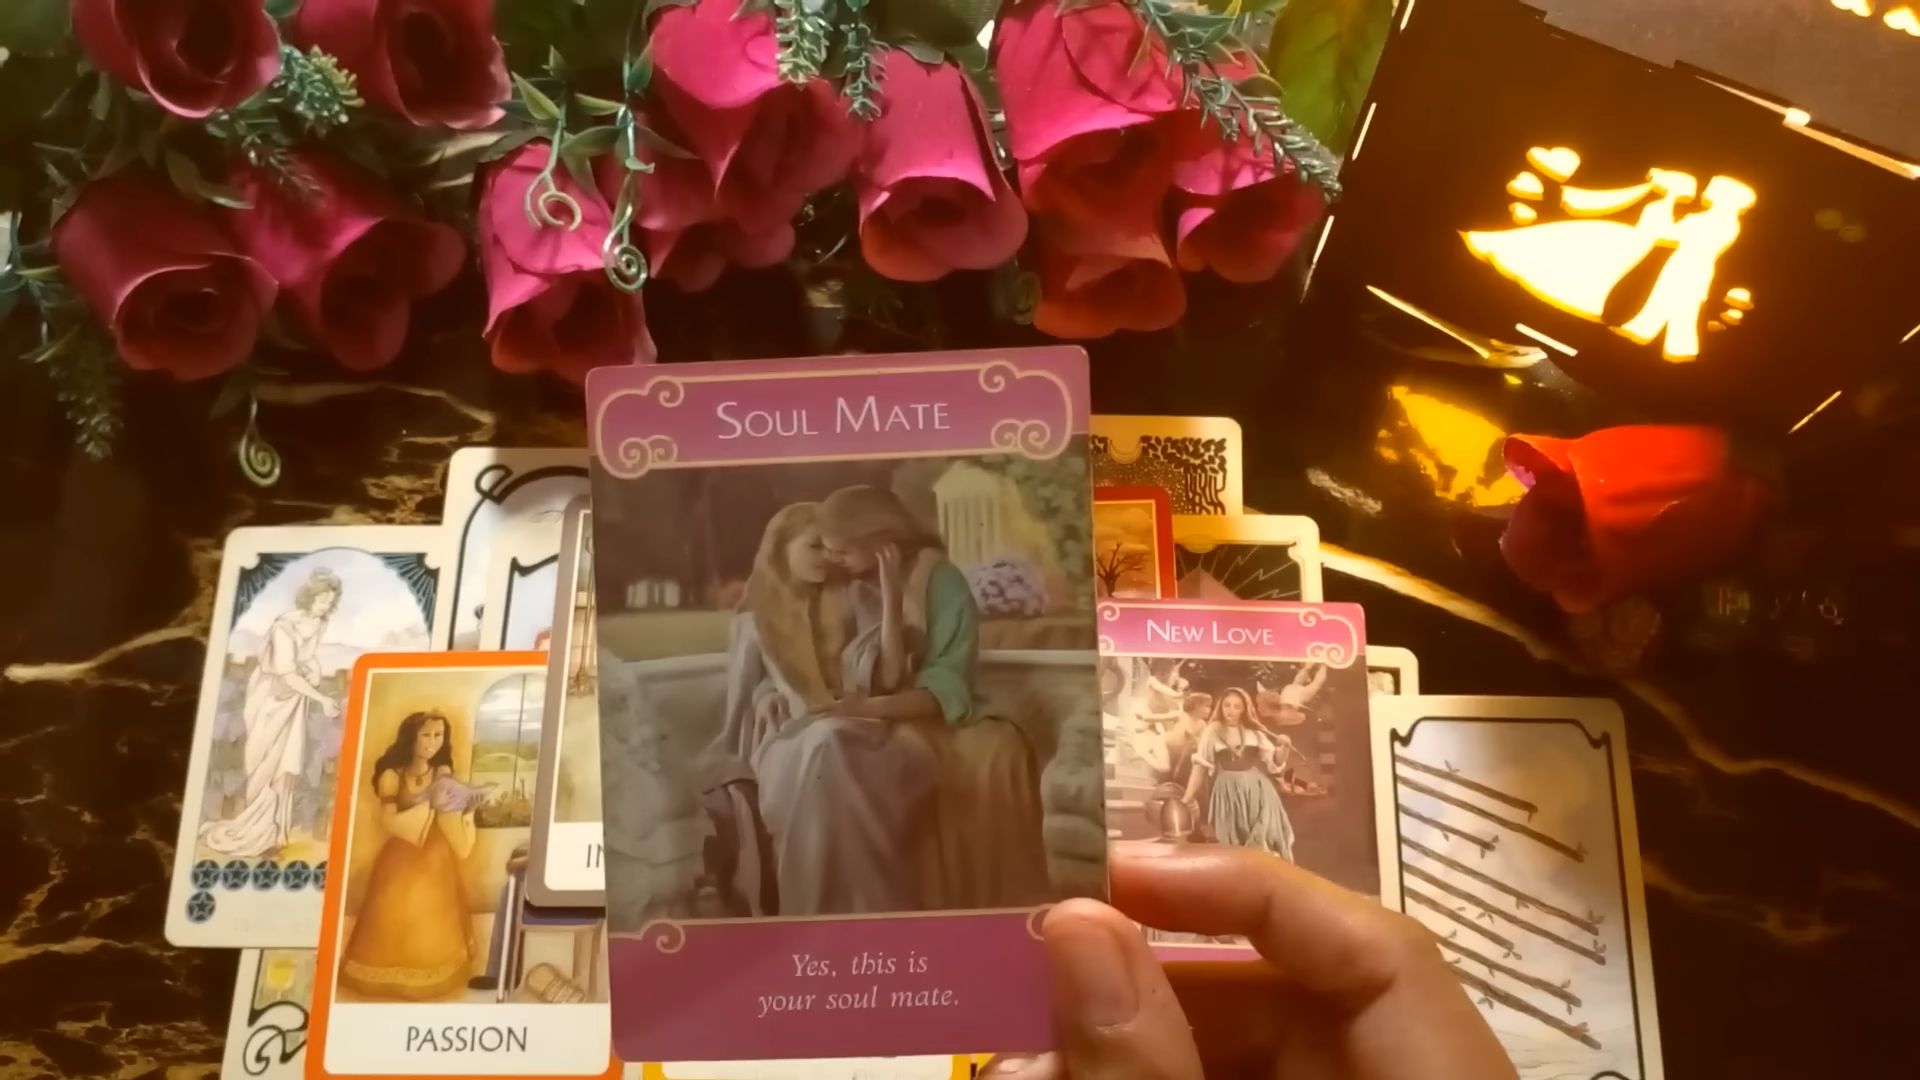 SOUL MATE
NEW LOVE
PASSION
Yes, this is
your soul mate.